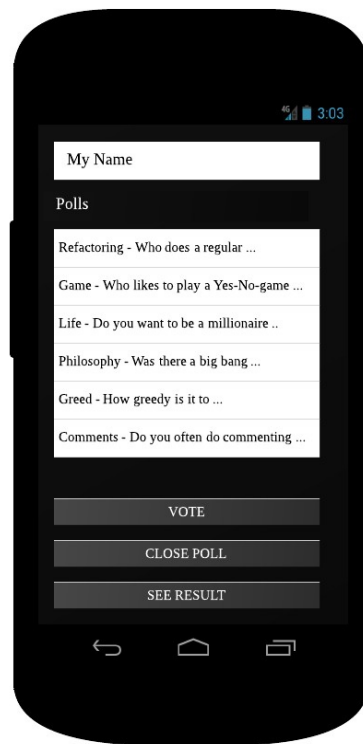 4G 3:03
My Name
Polls
Refactoring - Who does a regular ...
Game - Who likes to play a Yes-No-game ...
Life - Do you want to be a millionaire ..
Philosophy - Was there a big bang ...
Greed - How greedy is it to ...
Comments - Do you often do commenting ...
VOTE
CLOSE POLL
SEE RESULT